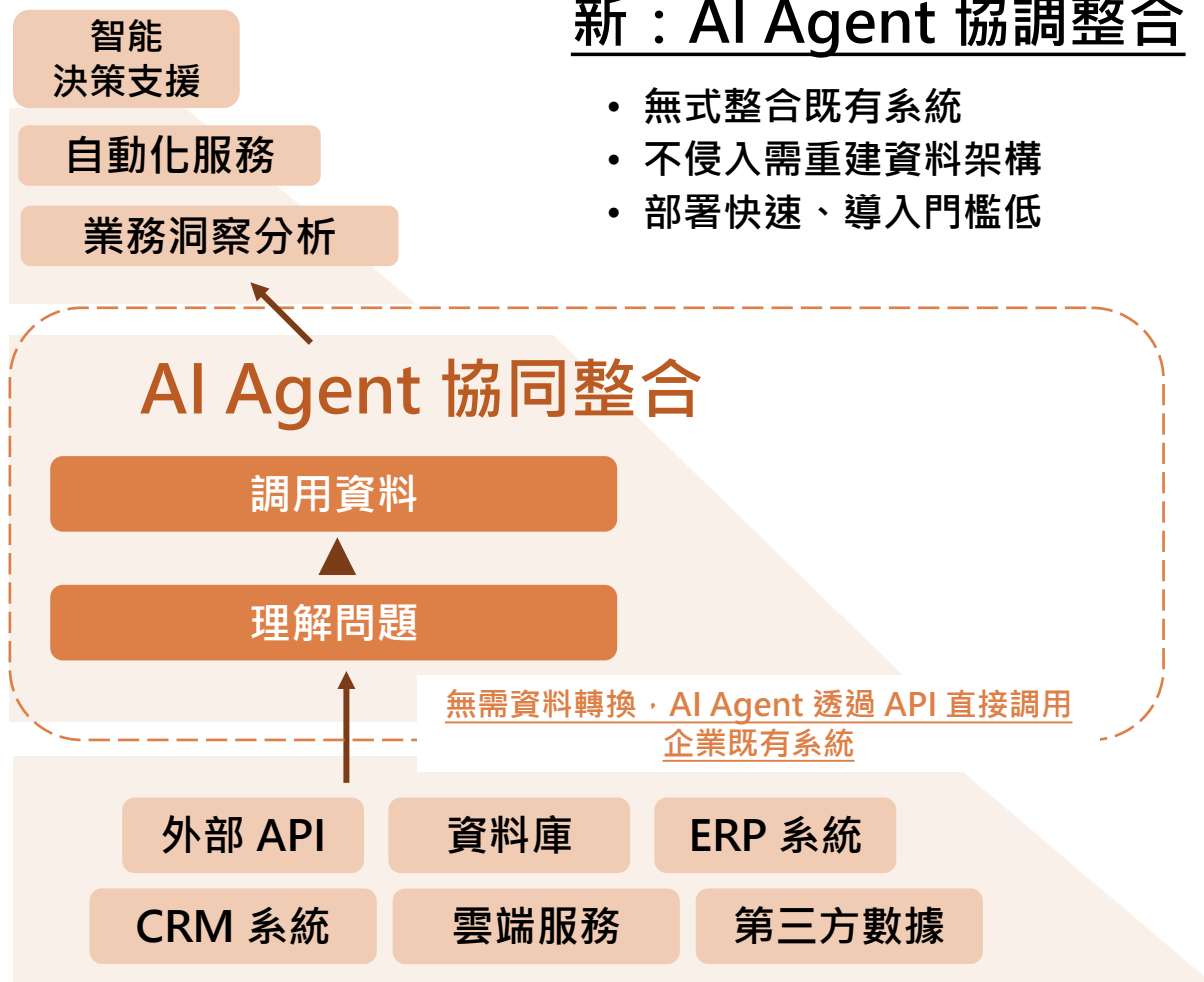 新：AI Agent 協調整合
• 無式整合既有系統
• 不侵入需重建資料架構
• 部署快速、導入門檻低
智能
決策支援
自動化服務
業務洞察分析
AI Agent 協同整合
調用資料
理解問題
無需資料轉換，AI Agent 透過 API 直接調用
企業既有系統
外部 API
資料庫
ERP 系統
CRM 系統
雲端服務
第三方數據